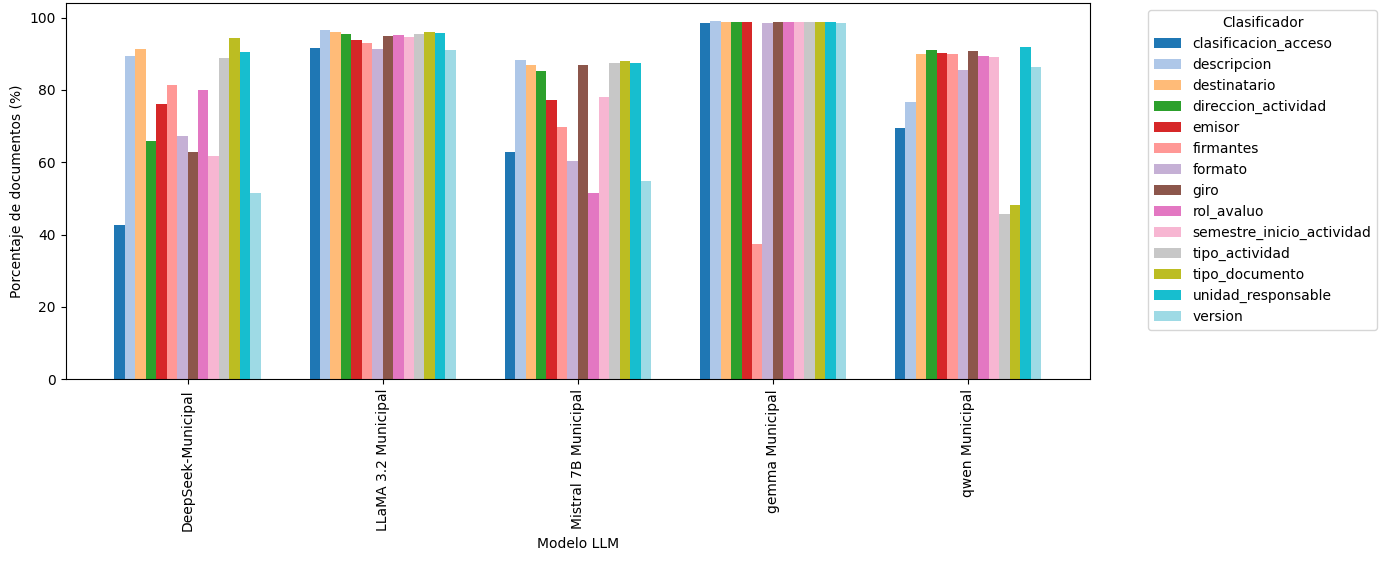 100
80
60
40
20
0
Porcentaje de documentos (%)
DeepSeek-Municipal
LLaMA 3.2 Municipal
Mistral 7B Municipal
gemma Municipal
qwen Municipal
Modelo LLM
Clasificador
clasificacion_acceso
descripcion
destinatario
direccion_actividad
emisor
firmantes
formato
giro
rol_avaluo
semestre_inicio_actividad
tipo_actividad
tipo_documento
unidad_responsable
version